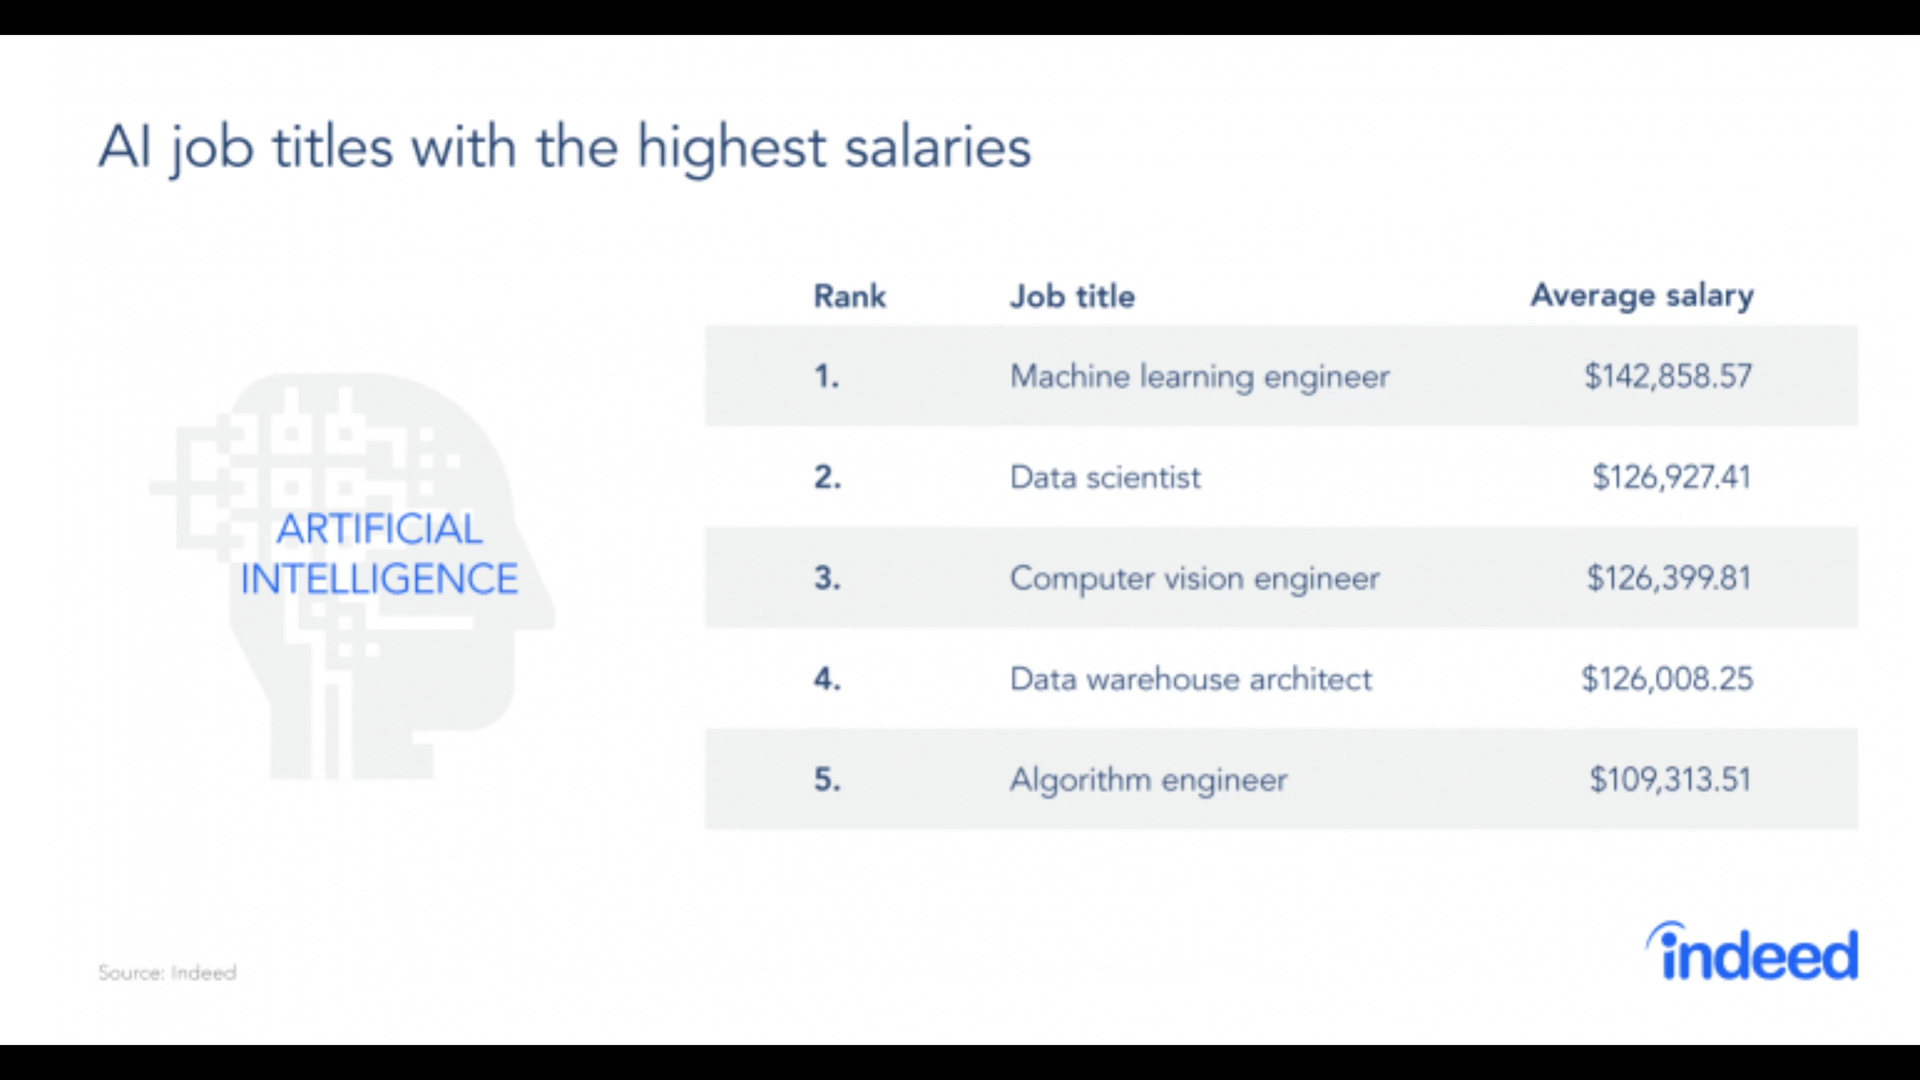 AI job titles with the highest salaries
Rank Job title Average salary
1. Machine learning engineer $142,858.57
2. Data scientist $126,927.41
3. Computer vision engineer $126,399.81
4. Data warehouse architect $126,008.25
5. Algorithm engineer $109,313.51
ARTIFICIAL
INTELLIGENCE
Source: Indeed
indeed